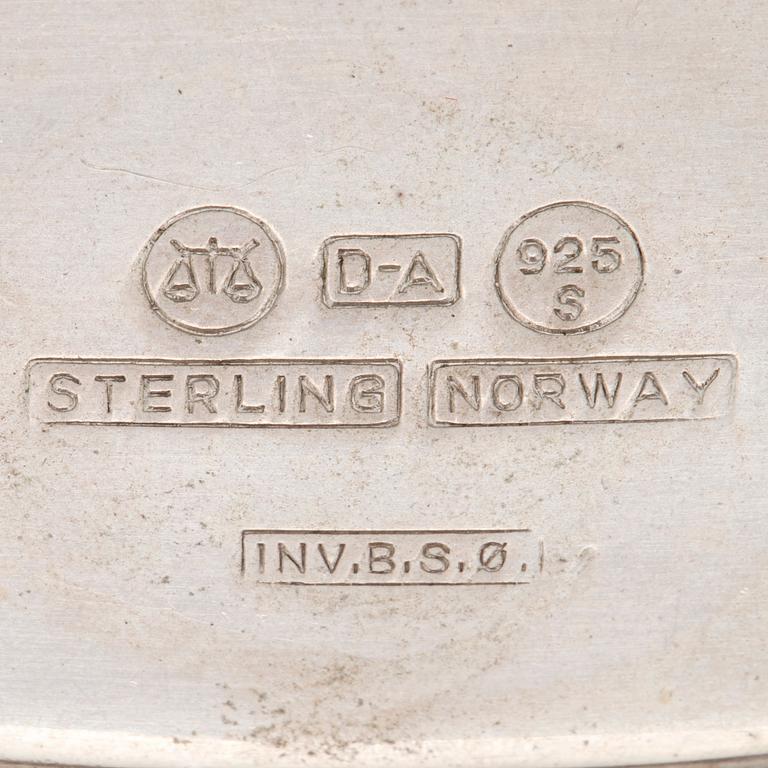 D-A 925
S
STERLING NORWAY
INV.B.S.Ø.